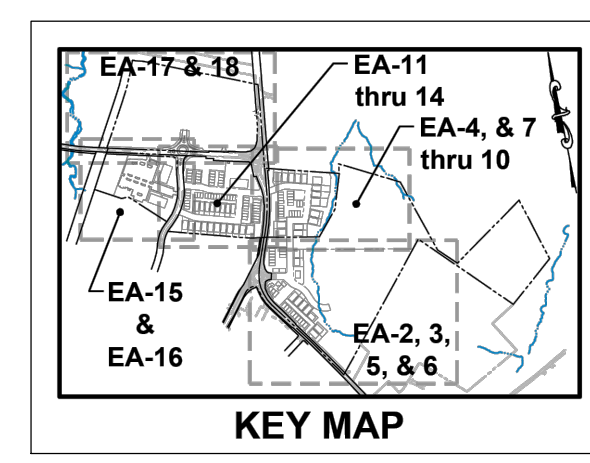 EA-17 & 18
EA-11
thru 14
EA-4, & 7
thru 10
EA-15
&
EA-16
EA-2, 3,
5, & 6
KEY MAP